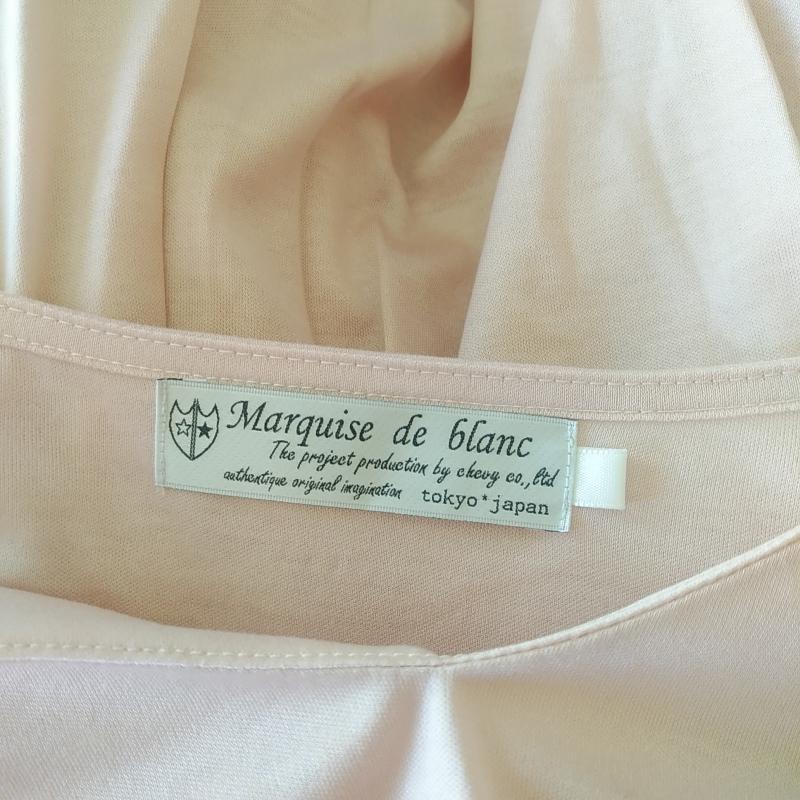 Marquise de blanc
The project production by chevy co.,ltd
authentique original imagination tokyo*japan